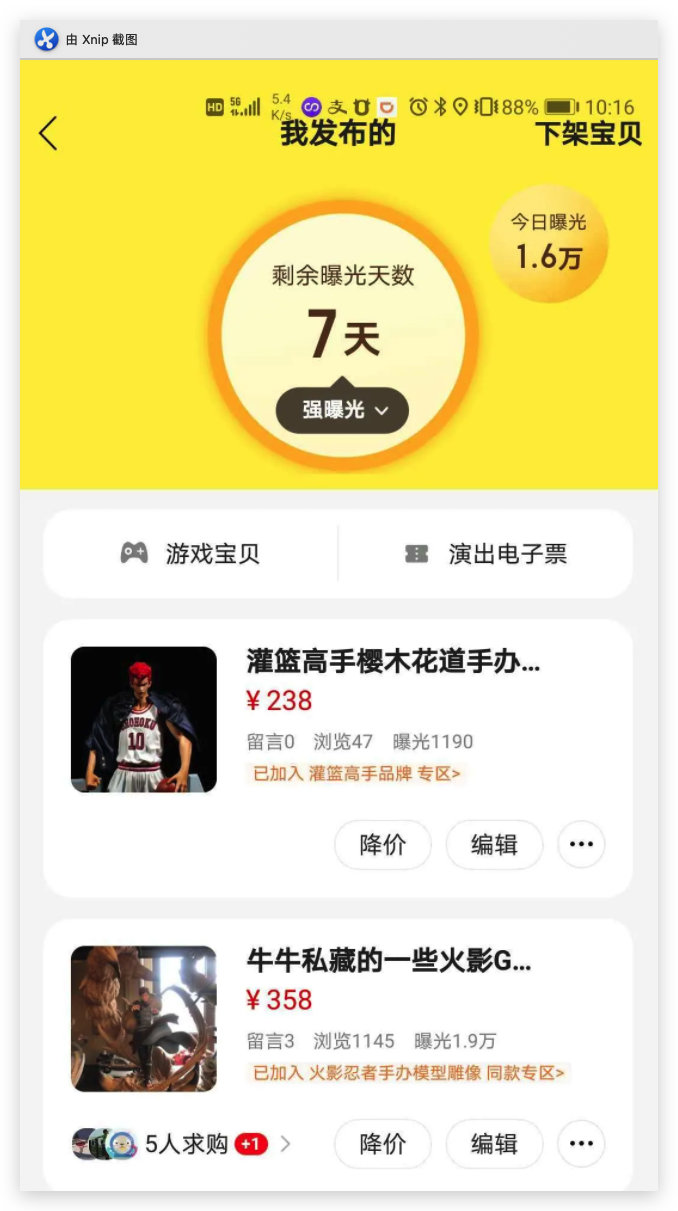 由 Xnip 截图
HD 5G 5.4 K/s 支 88% 10:16
我发布的 下架宝贝
今日曝光
1.6万
剩余曝光天数
7天
强曝光
游戏宝贝 演出电子票
灌篮高手樱木花道手办...
¥238
留言0 浏览47 曝光1190
已加入 灌篮高手品牌 专区>
SHOHOKU
10
降价 编辑 ···
牛牛私藏的一些火影G...
¥358
留言3 浏览1145 曝光1.9万
已加入 火影忍者手办模型雕像 同款专区>
5人求购 +1 > 降价 编辑 ···